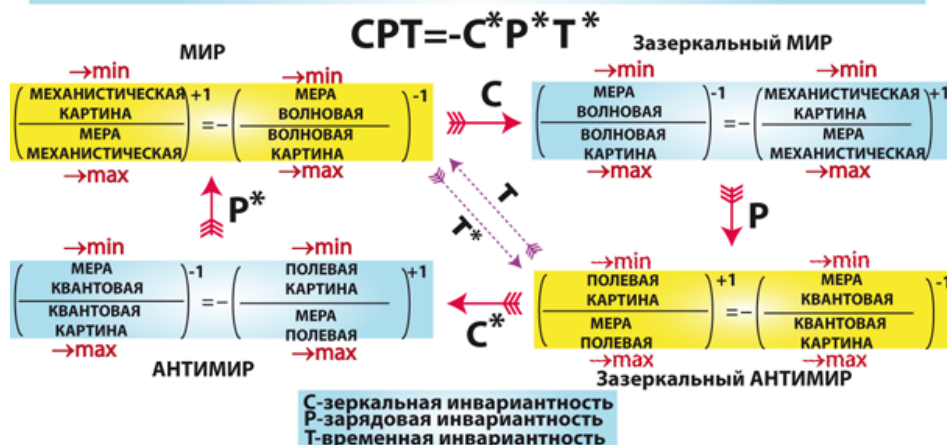 CPT=-C*P*T*
МИР
Зазеркальный МИР
→min
→min
→min
→min
(МЕХАНИСТИЧЕСКАЯ КАРТИНА / МЕРА МЕХАНИСТИЧЕСКАЯ)+1 =- (МЕРА ВОЛНОВАЯ / ВОЛНОВАЯ КАРТИНА)-1
C
(МЕРА ВОЛНОВАЯ / ВОЛНОВАЯ КАРТИНА)-1 =- (МЕХАНИСТИЧЕСКАЯ КАРТИНА / МЕРА МЕХАНИСТИЧЕСКАЯ)+1
→max
→max
→max
→max
P*
T
T*
P
→min
→min
→min
→min
(МЕРА КВАНТОВАЯ / КВАНТОВАЯ КАРТИНА)-1 =- (ПОЛЕВАЯ КАРТИНА / МЕРА ПОЛЕВАЯ)+1
C*
(ПОЛЕВАЯ КАРТИНА / МЕРА ПОЛЕВАЯ)+1 =- (МЕРА КВАНТОВАЯ / КВАНТОВАЯ КАРТИНА)-1
→max
→max
→max
→max
АНТИМИР
Зазеркальный АНТИМИР
C-зеркальная инвариантность
P-зарядовая инвариантность
T-временная инвариантность